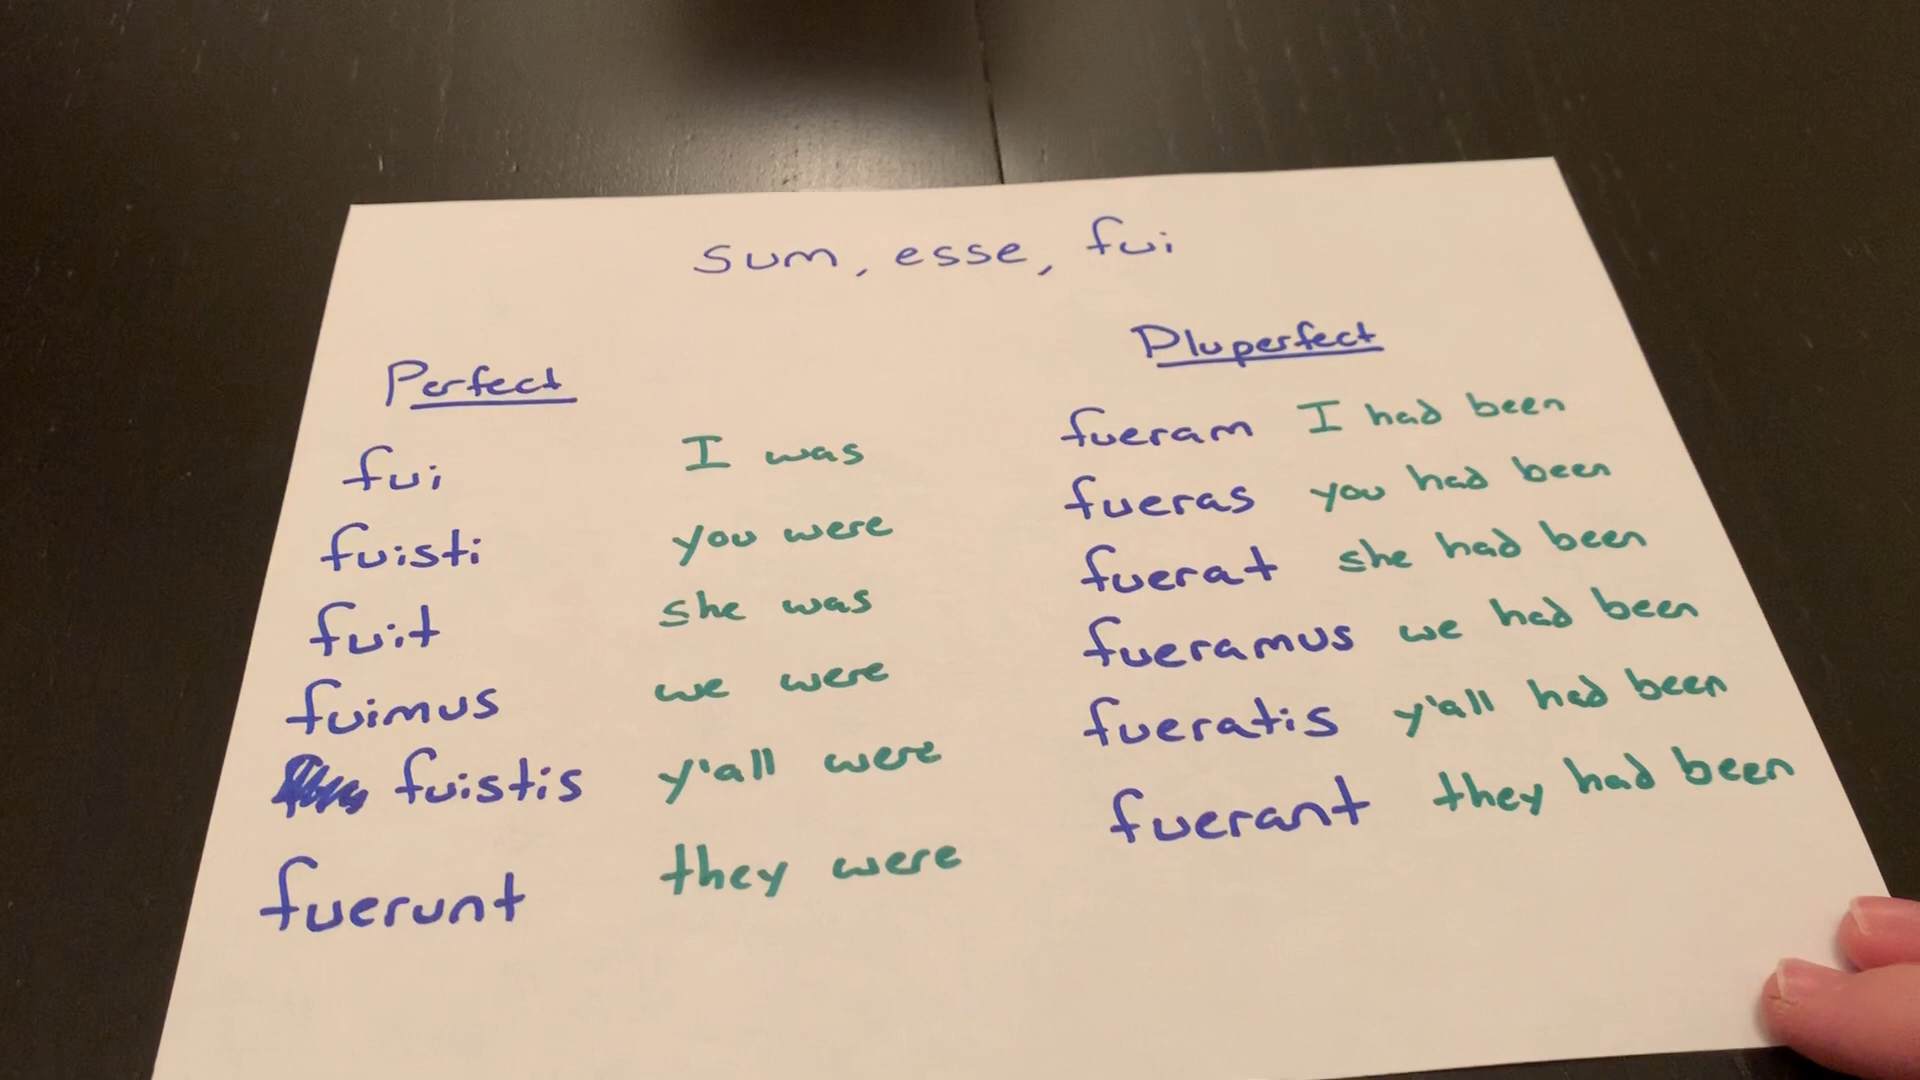 sum, esse, fui
Perfect
fui I was
fuisti you were
fuit she was
fuimus we were
fuistis y'all were
fuerunt they were
Pluperfect
fueram I had been
fueras you had been
fuerat she had been
fueramus we had been
fueratis y'all had been
fuerant they had been